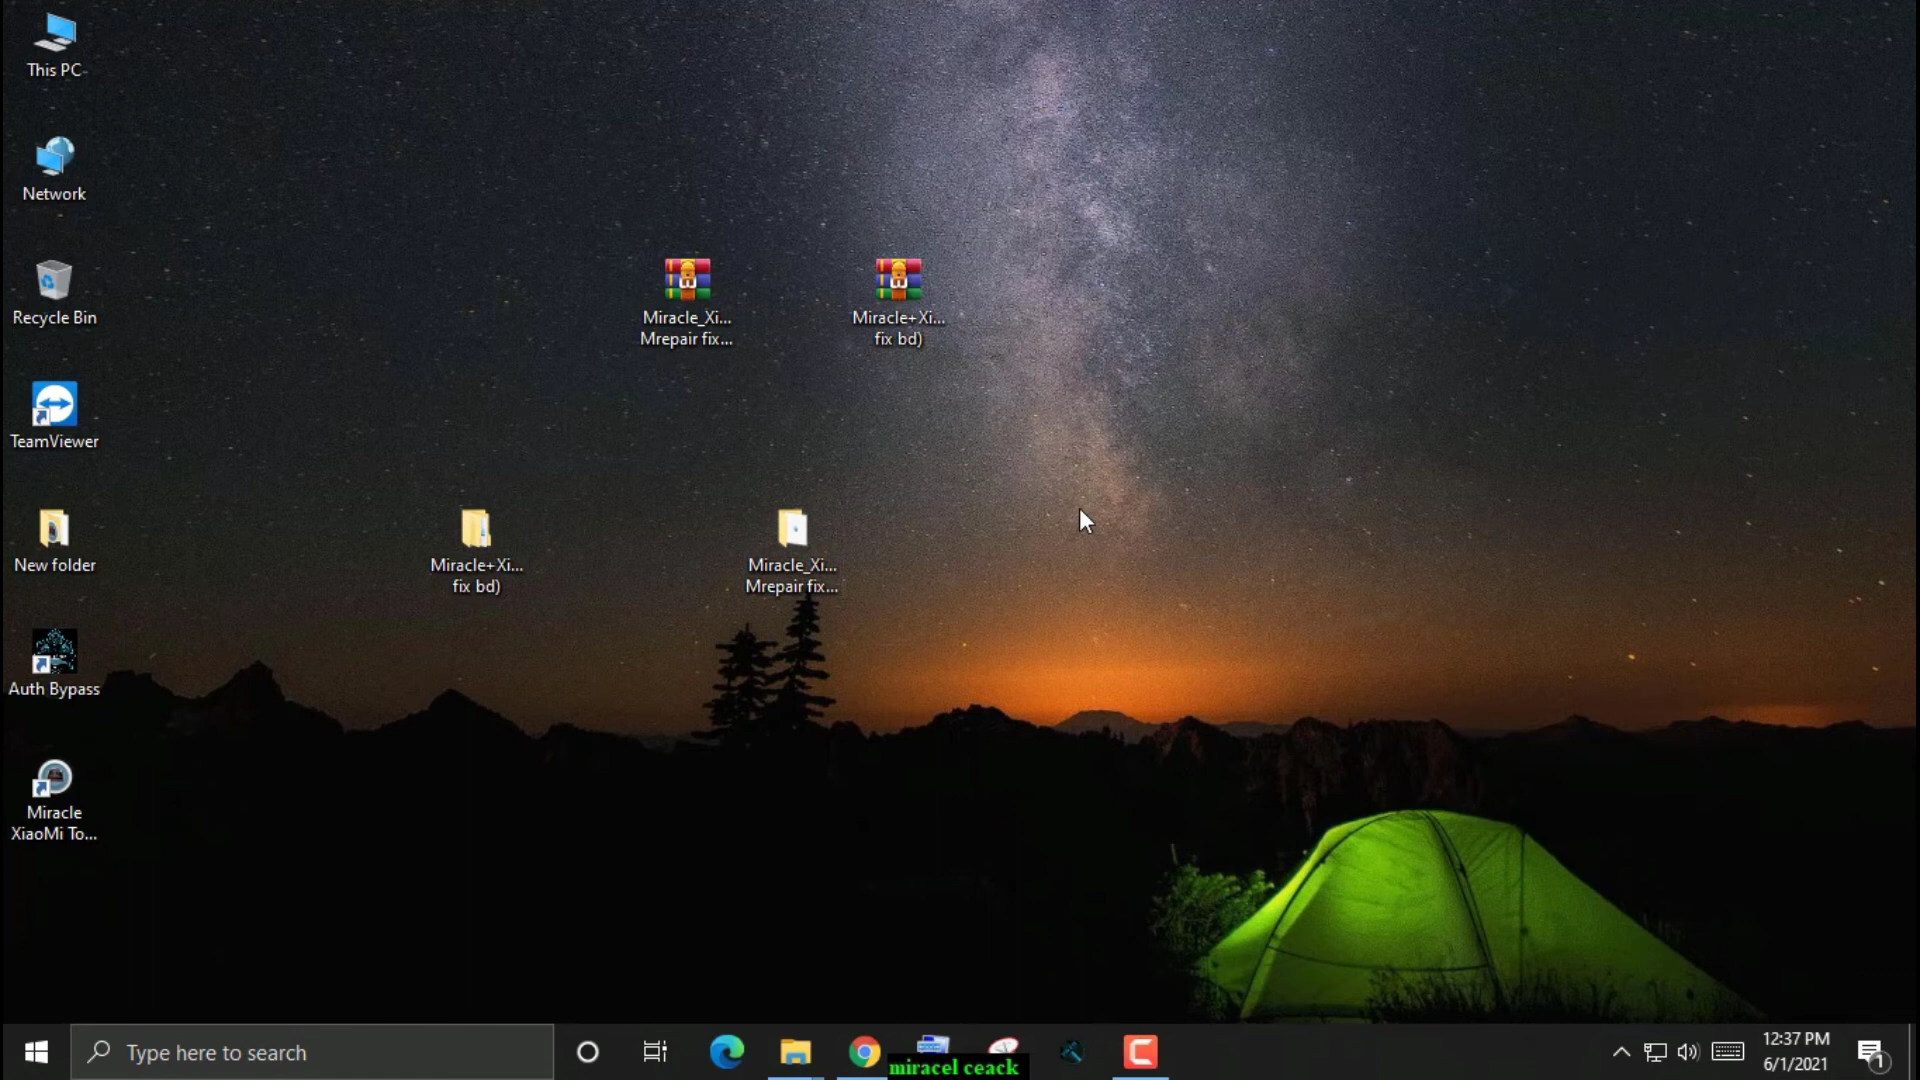 This PC
Network
Recycle Bin
Miracle_Xi...
Mrepair fix...
Miracle+Xi...
fix bd)
TeamViewer
New folder
Miracle+Xi...
fix bd)
Miracle_Xi...
Mrepair fix...
Auth Bypass
Miracle
XiaoMi To...
Type here to search
miracel ceack
12:37 PM
6/1/2021
1